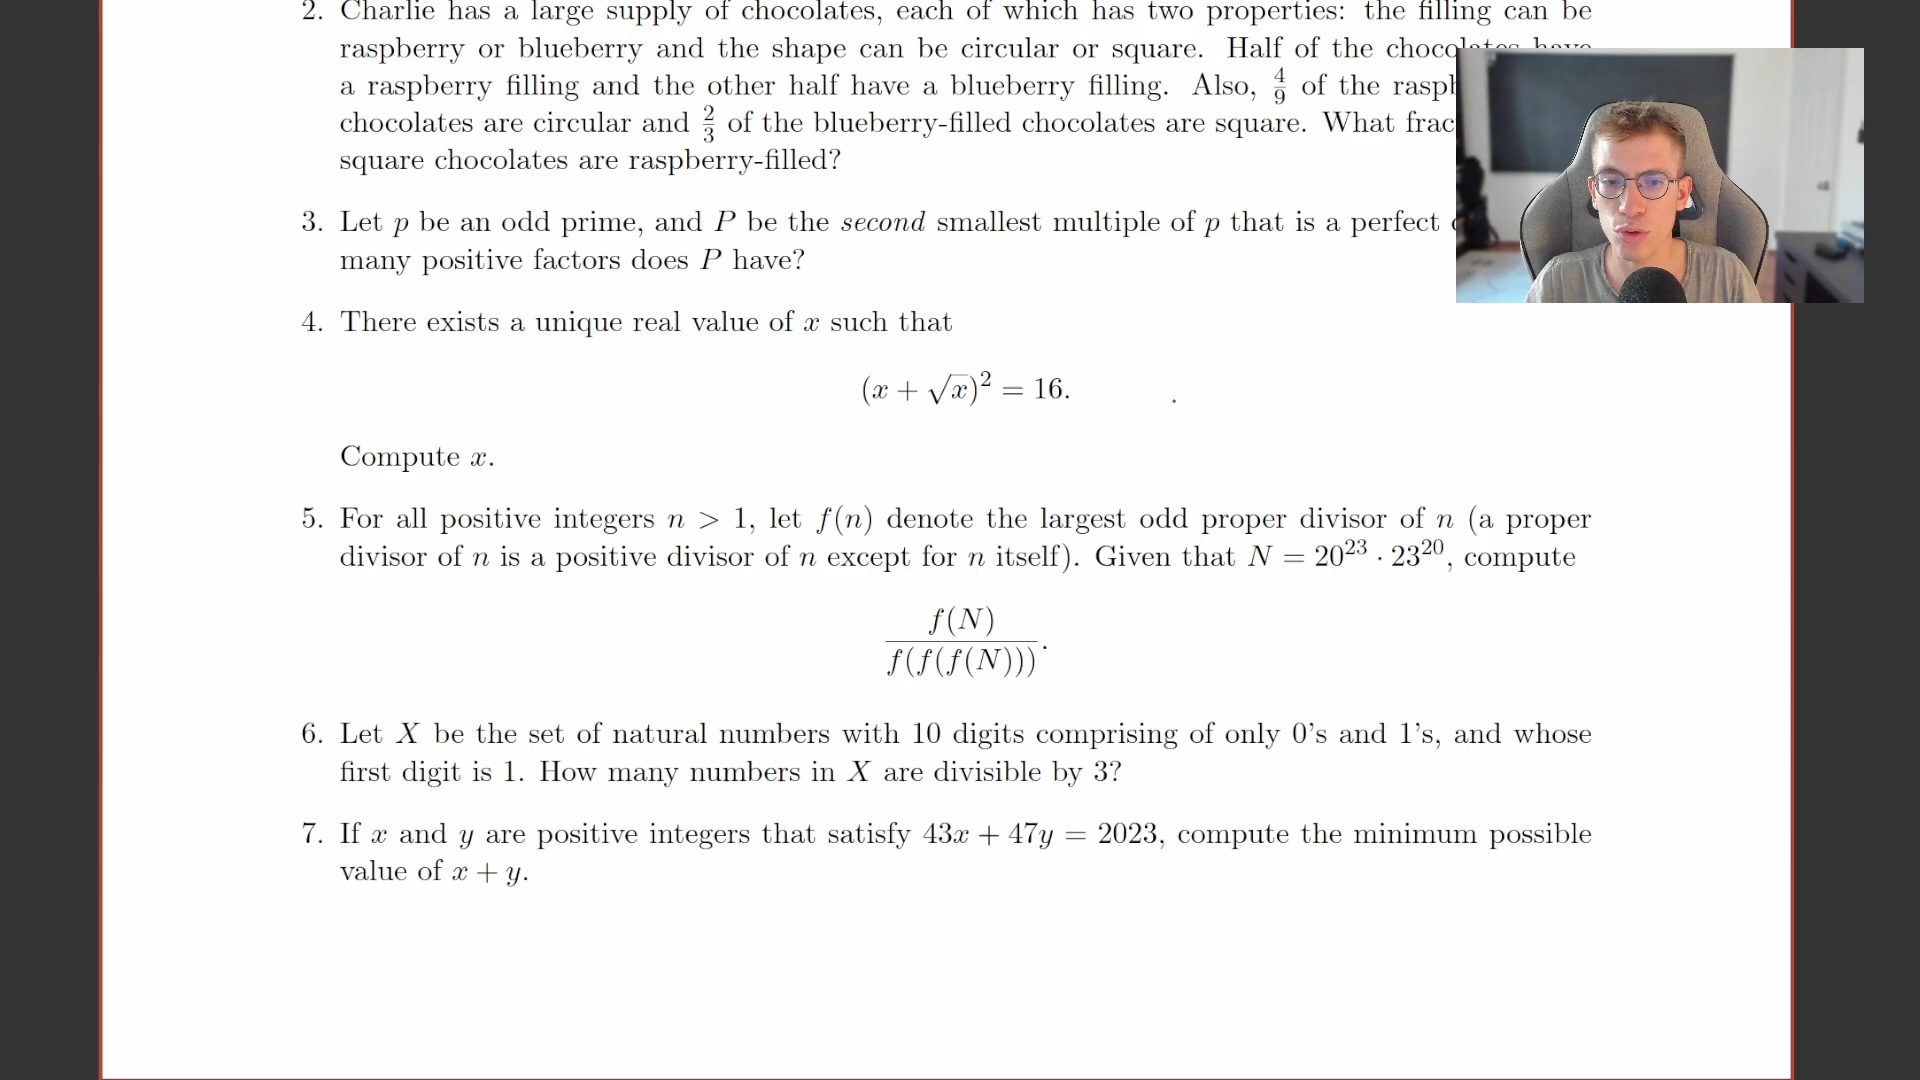 2. Charlie has a large supply of chocolates, each of which has two properties: the filling can be
raspberry or blueberry and the shape can be circular or square. Half of the chocolates have
a raspberry filling and the other half have a blueberry filling. Also, 4/9 of the
chocolates are circular and 2/3 of the blueberry-filled chocolates are square. What
square chocolates are raspberry-filled?
3. Let p be an odd prime, and P be the second smallest multiple of p that is a perfect
many positive factors does P have?
4. There exists a unique real value of x such that
(x + √x)² = 16.
Compute x.
5. For all positive integers n > 1, let f(n) denote the largest odd proper divisor of n (a proper
divisor of n is a positive divisor of n except for n itself). Given that N = 20²³ · 23²⁰, compute
f(N)
f(f(f(N))) .
6. Let X be the set of natural numbers with 10 digits comprising of only 0's and 1's, and whose
first digit is 1. How many numbers in X are divisible by 3?
7. If x and y are positive integers that satisfy 43x + 47y = 2023, compute the minimum possible
value of x + y.